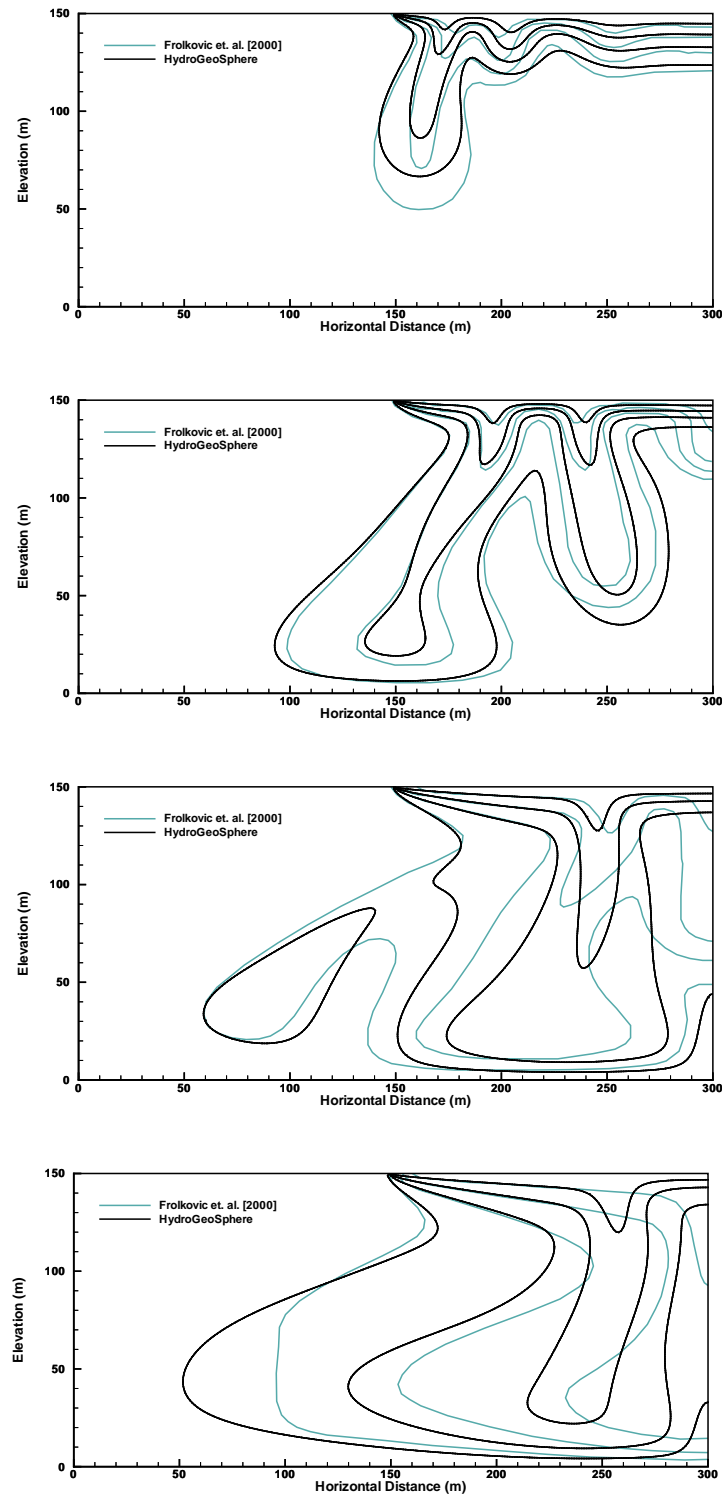 150
Frolkovic et. al. [2000]
HydroGeoSphere
100
Elevation (m)
50
0
0 50 100 150 200 250 300
Horizontal Distance (m)
150
Frolkovic et. al. [2000]
HydroGeoSphere
100
Elevation (m)
50
0
0 50 100 150 200 250 300
Horizontal Distance (m)
150
Frolkovic et. al. [2000]
HydroGeoSphere
100
Elevation (m)
50
0
0 50 100 150 200 250 300
Horizontal Distance (m)
150
Frolkovic et. al. [2000]
HydroGeoSphere
100
Elevation (m)
50
0
0 50 100 150 200 250 300
Horizontal Distance (m)